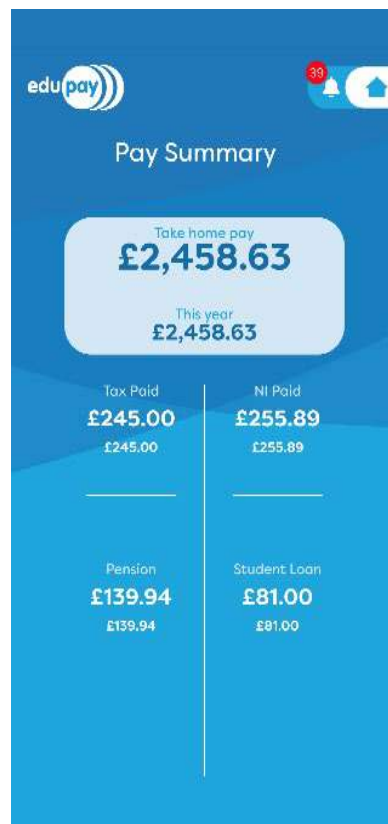 edupay
39
Pay Summary
Take home pay
£2,458.63
This year
£2,458.63
Tax Paid
£245.00
£245.00
NI Paid
£255.89
£255.89
Pension
£139.94
£139.94
Student Loan
£81.00
£81.00